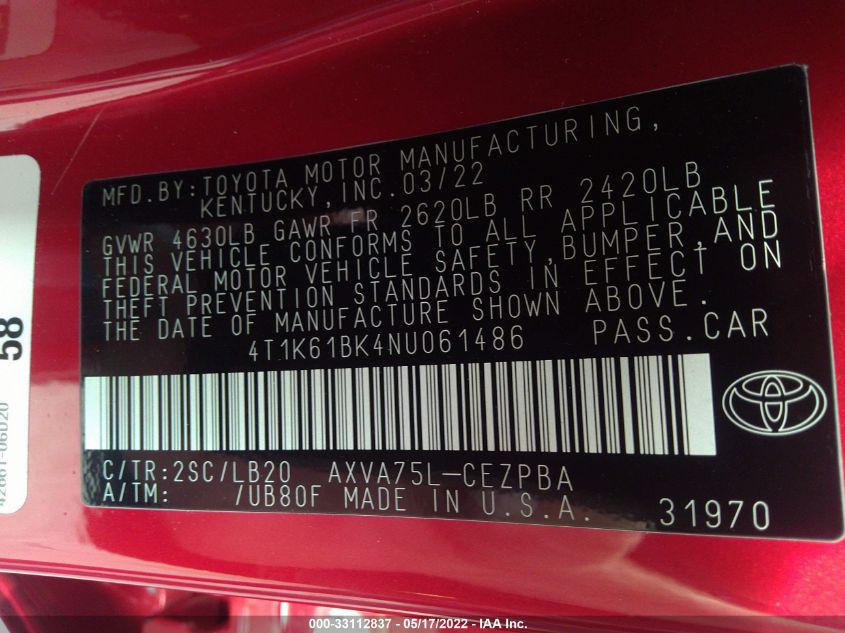 MFD.BY:TOYOTA MOTOR MANUFACTURING,
KENTUCKY,INC.03/22
GVWR 4630LB GAWR FR 2620LB RR 2420LB
THIS VEHICLE CONFORMS TO ALL APPLICABLE
FEDERAL MOTOR VEHICLE SAFETY,BUMPER,AND
THEFT PREVENTION STANDARDS IN EFFECT ON
THE DATE OF MANUFACTURE SHOWN ABOVE.
4T1K61BK4NU061486 PASS.CAR
C/TR:2SC/LB20 AXVA75L-CEZPBA
A/TM: /UB80F MADE IN U.S.A. 31970
58
42661-06D20
000-33112837 - 05/17/2022 - IAA Inc.